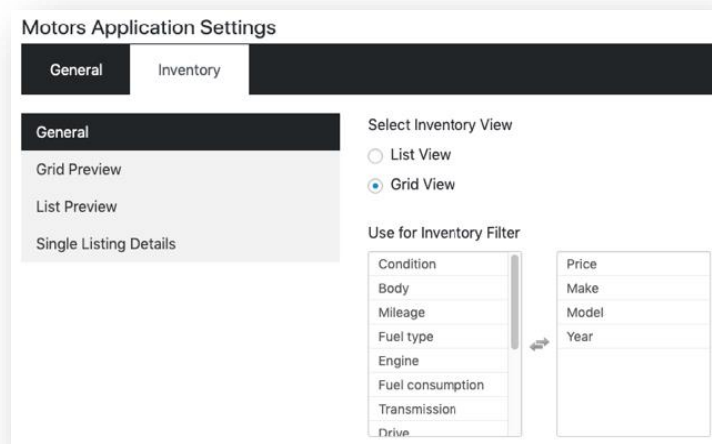 Motors Application Settings
General
Inventory
General
Grid Preview
List Preview
Single Listing Details
Select Inventory View
List View
Grid View
Use for Inventory Filter
Condition
Body
Mileage
Fuel type
Engine
Fuel consumption
Transmission
Drive
Price
Make
Model
Year